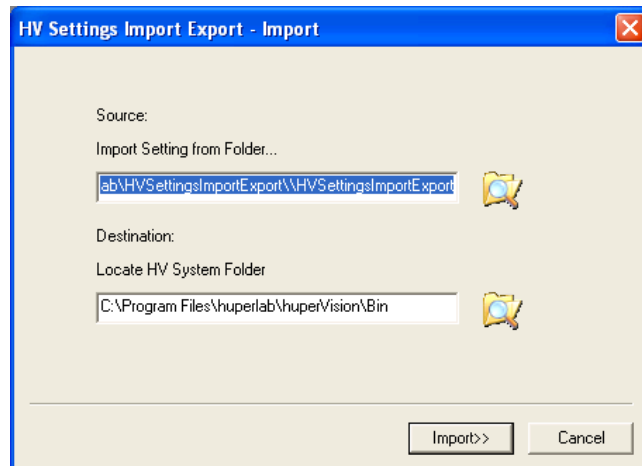 HV Settings Import Export - Import
Source:
Import Setting from Folder...
ab\HVSettingsImportExport\\HVSettingsImportExport
Destination:
Locate HV System Folder
C:\Program Files\huperlab\huperVision\Bin
Import>>
Cancel